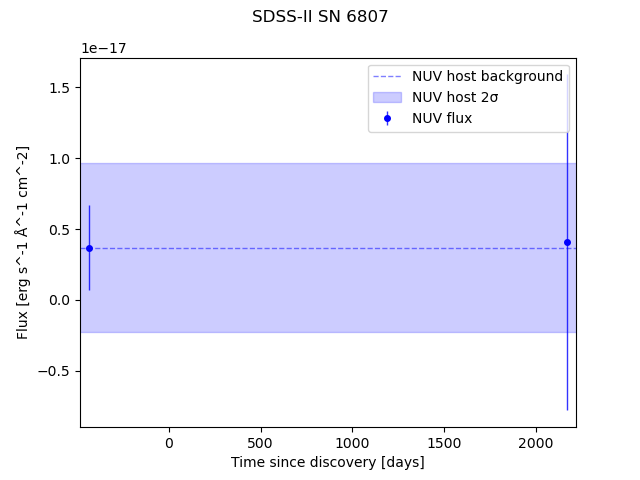 SDSS-II SN 6807
1e−17
NUV host background
NUV host 2σ
NUV flux
1.5
1.0
0.5
0.0
−0.5
Flux [erg s^-1 Å^-1 cm^-2]
0 500 1000 1500 2000
Time since discovery [days]